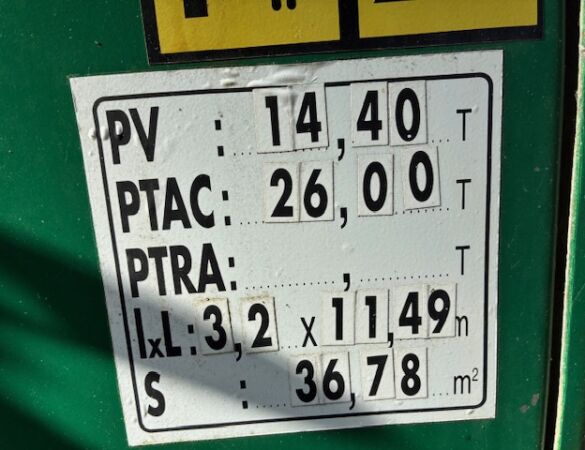 PV : 14,40 T
PTAC: 26,00 T
PTRA: , T
lxL: 3,2 x 11,49 m
S : 36,78 m²